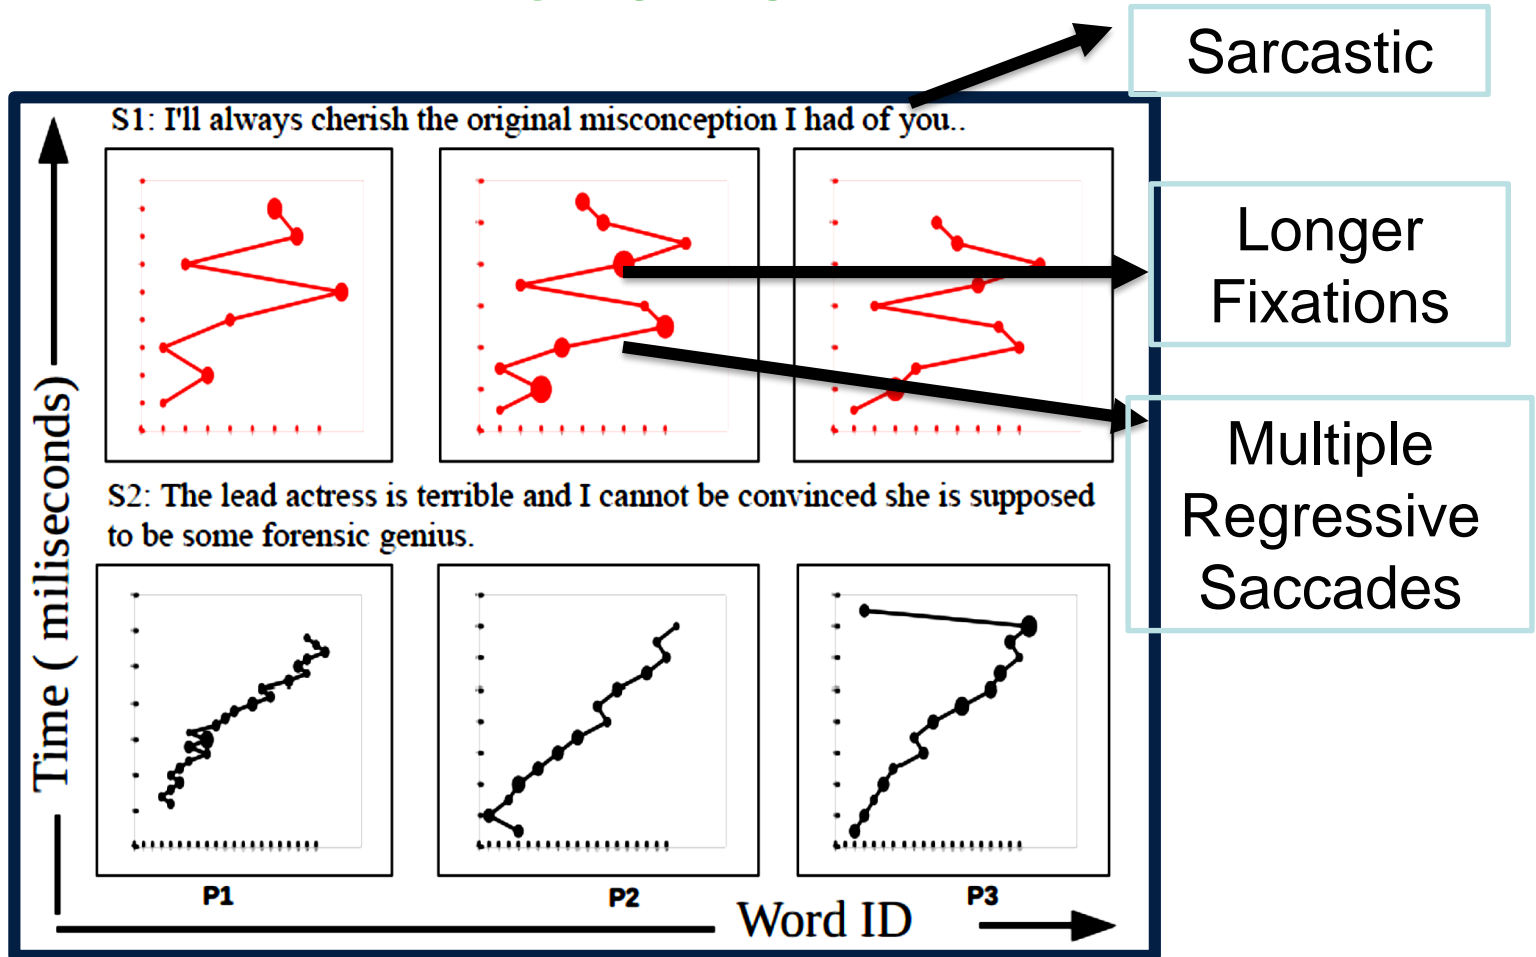 Sarcastic
S1: I'll always cherish the original misconception I had of you..
Longer
Fixations
Multiple
Regressive
Saccades
S2: The lead actress is terrible and I cannot be convinced she is supposed
to be some forensic genius.
Time ( miliseconds)
P1
P2
P3
Word ID